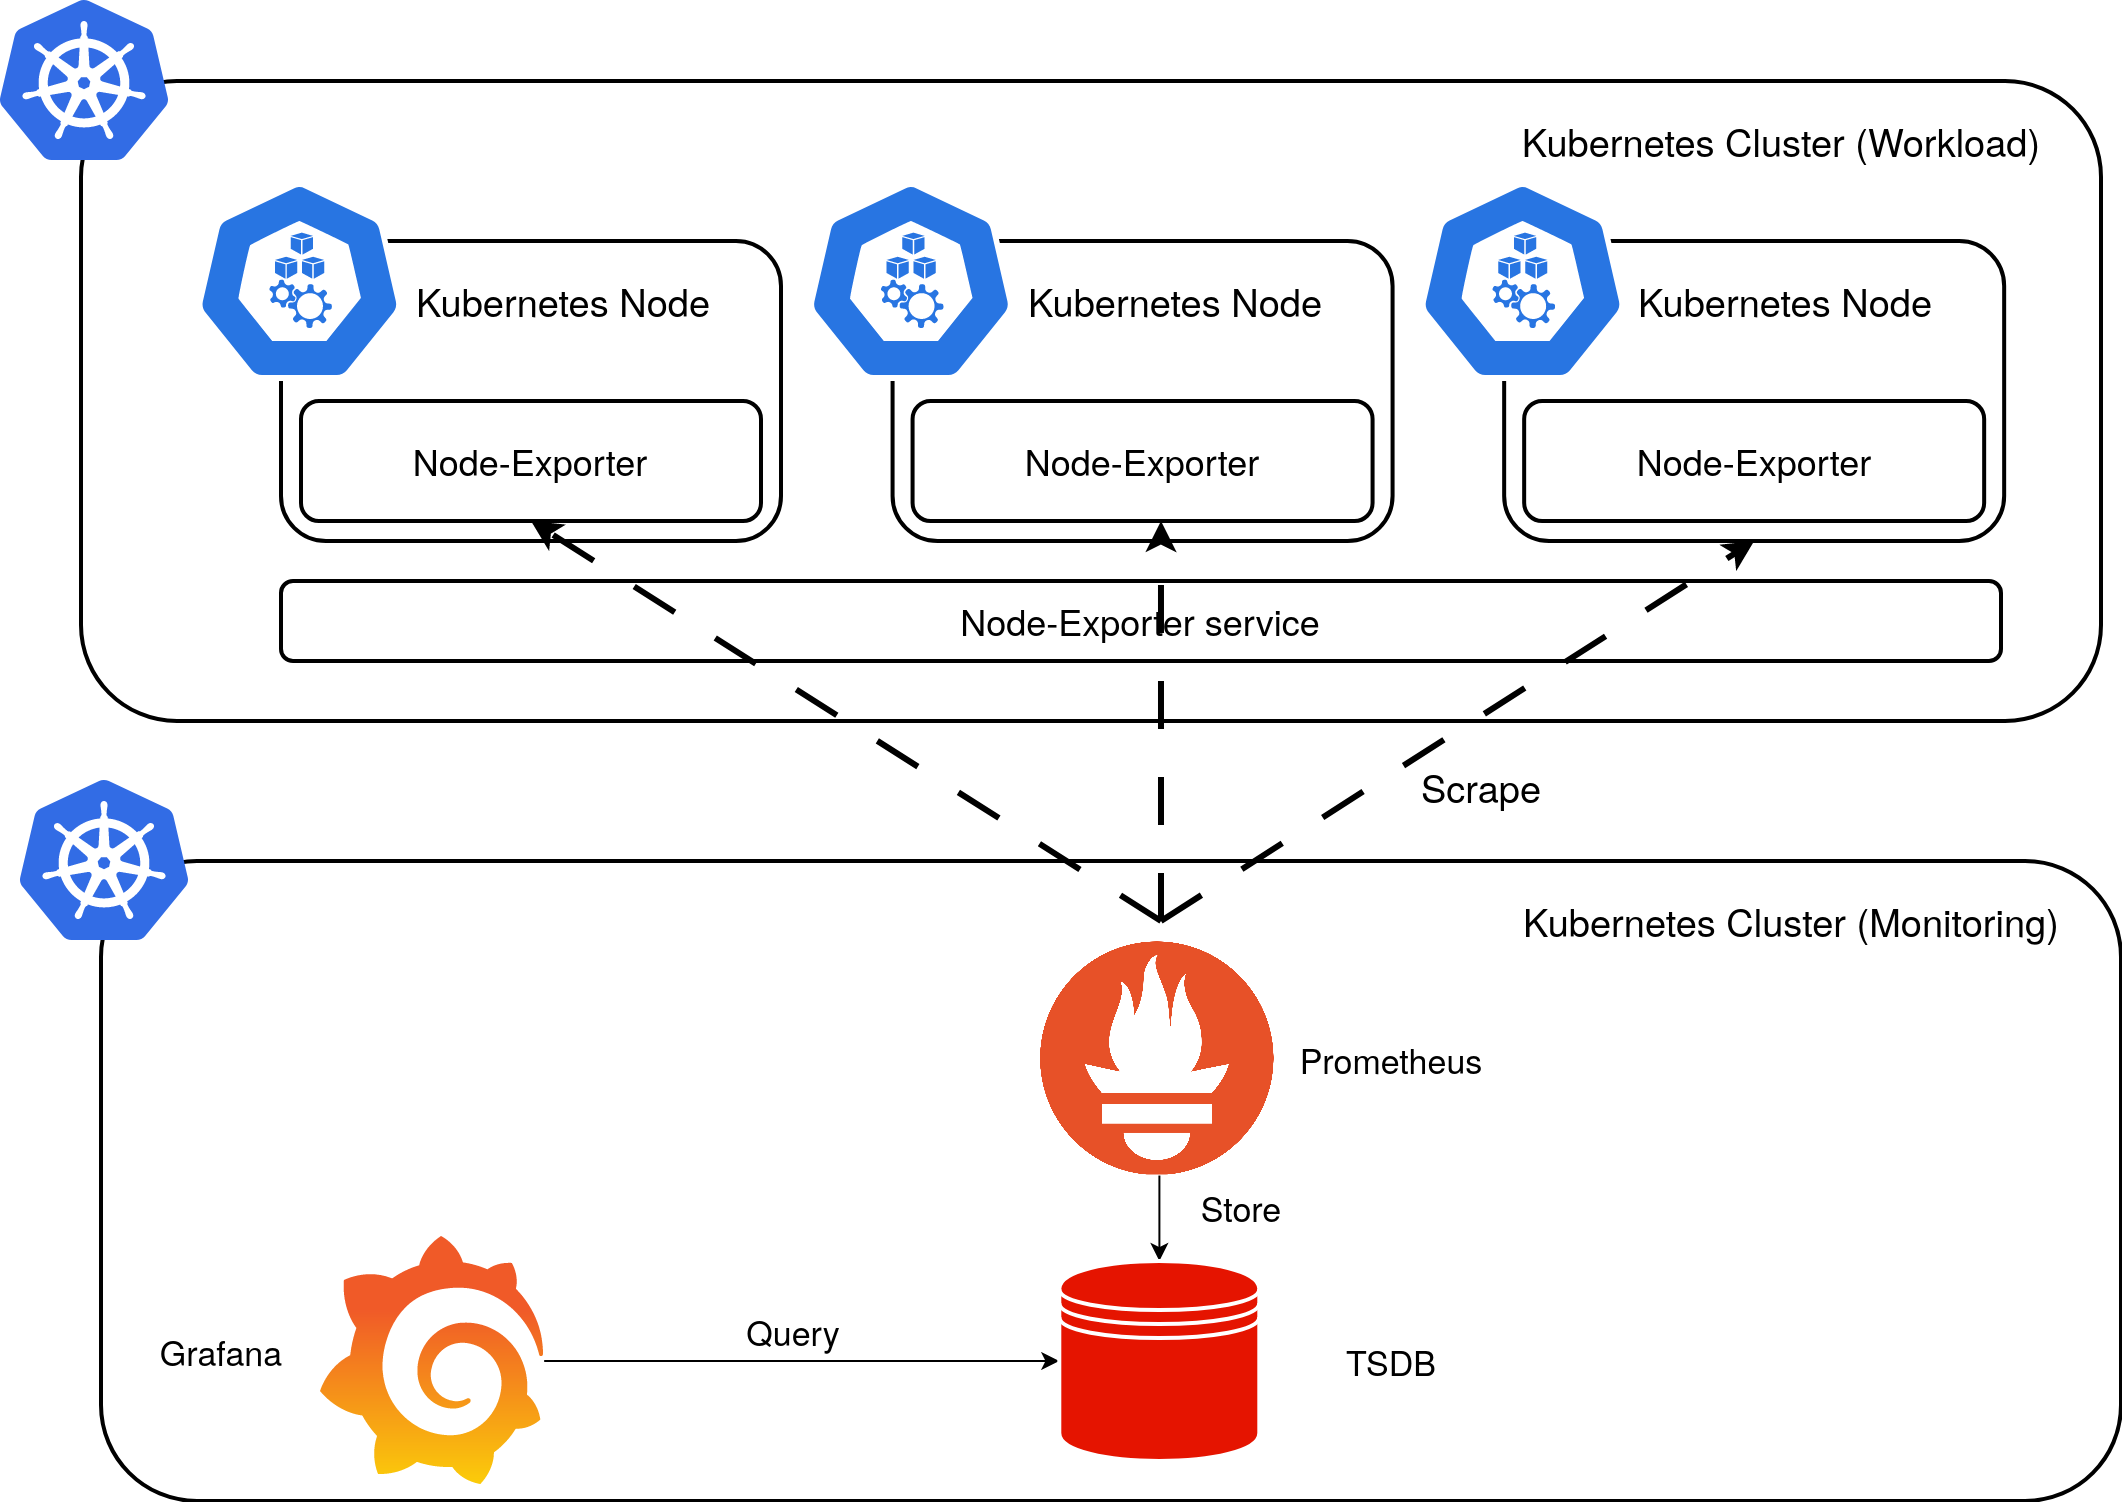 Kubernetes Cluster (Workload)
Kubernetes Node
Kubernetes Node
Kubernetes Node
Node-Exporter
Node-Exporter
Node-Exporter
Node-Exporter service
Scrape
Kubernetes Cluster (Monitoring)
Prometheus
Store
Query
Grafana
TSDB